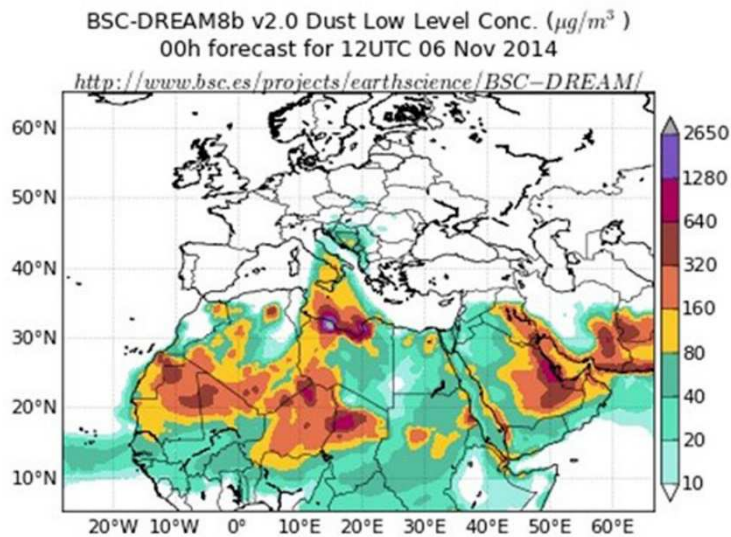 BSC-DREAM8b v2.0 Dust Low Level Conc. (μg/m³ )
00h forecast for 12UTC 06 Nov 2014
http://www.bsc.es/projects/earthscience/BSC−DREAM/
60°N
50°N
40°N
30°N
20°N
10°N
20°W 10°W 0° 10°E 20°E 30°E 40°E 50°E 60°E
2650
1280
640
320
160
80
40
20
10